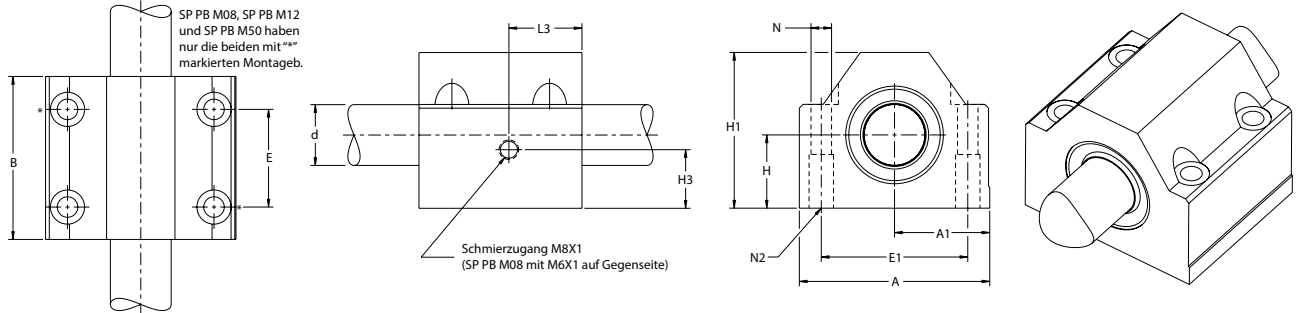 SP PB M08, SP PB M12
und SP PB M50 haben
nur die beiden mit “*”
markierten Montageb.
*
*
B
E
L3
d
H3
Schmierzugang M8X1
(SP PB M08 mit M6X1 auf Gegenseite)
N
H1
H
A1
N2
E1
A